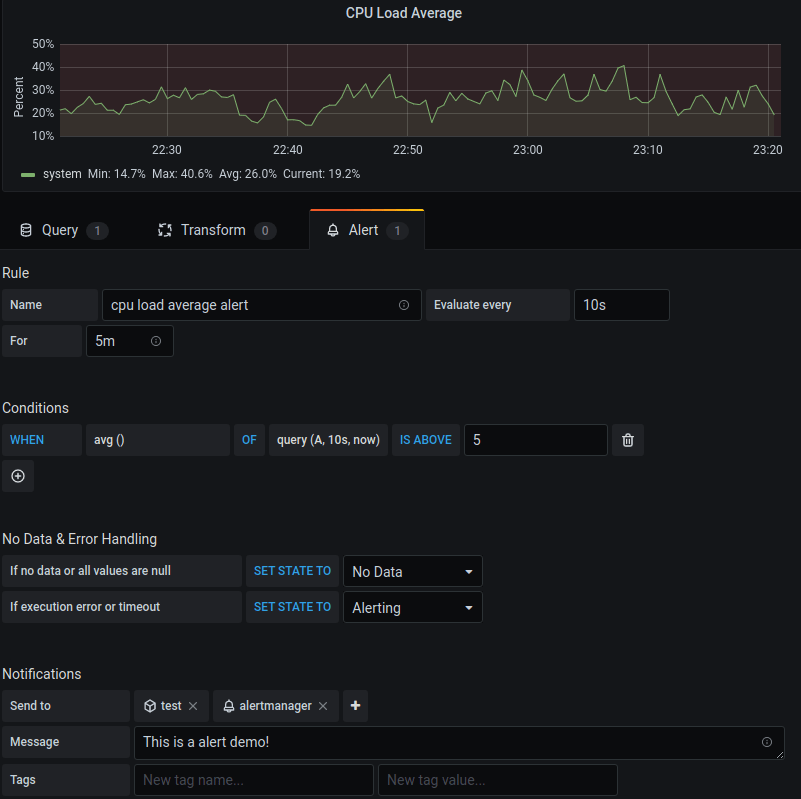 CPU Load Average
50%
40%
30%
20%
10%
Percent
22:30 22:40 22:50 23:00 23:10 23:20
system Min: 14.7% Max: 40.6% Avg: 26.0% Current: 19.2%
Query 1 Transform 0 Alert 1
Rule
Name cpu load average alert Evaluate every 10s
For 5m
Conditions
WHEN avg () OF query (A, 10s, now) IS ABOVE 5
No Data & Error Handling
If no data or all values are null SET STATE TO No Data
If execution error or timeout SET STATE TO Alerting
Notifications
Send to test alertmanager
Message This is a alert demo!
Tags New tag name... New tag value...